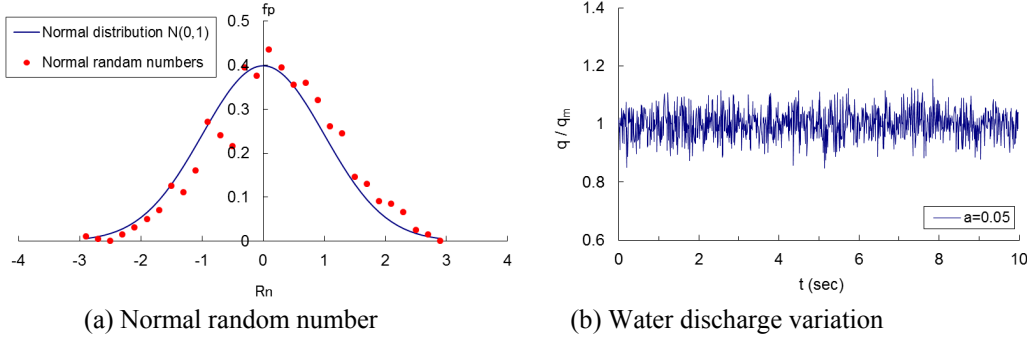 fp
0.5
Normal distribution N(0,1)
Normal randam numbers
0.4
0.3
0.2
0.1
0
-4 -3 -2 -1 0 1 2 3 4
Rn
(a) Normal random number
1.4
1.2
1
0.8
0.6
q / qm
a=0.05
0 2 4 6 8 10
t (sec)
(b) Water discharge variation